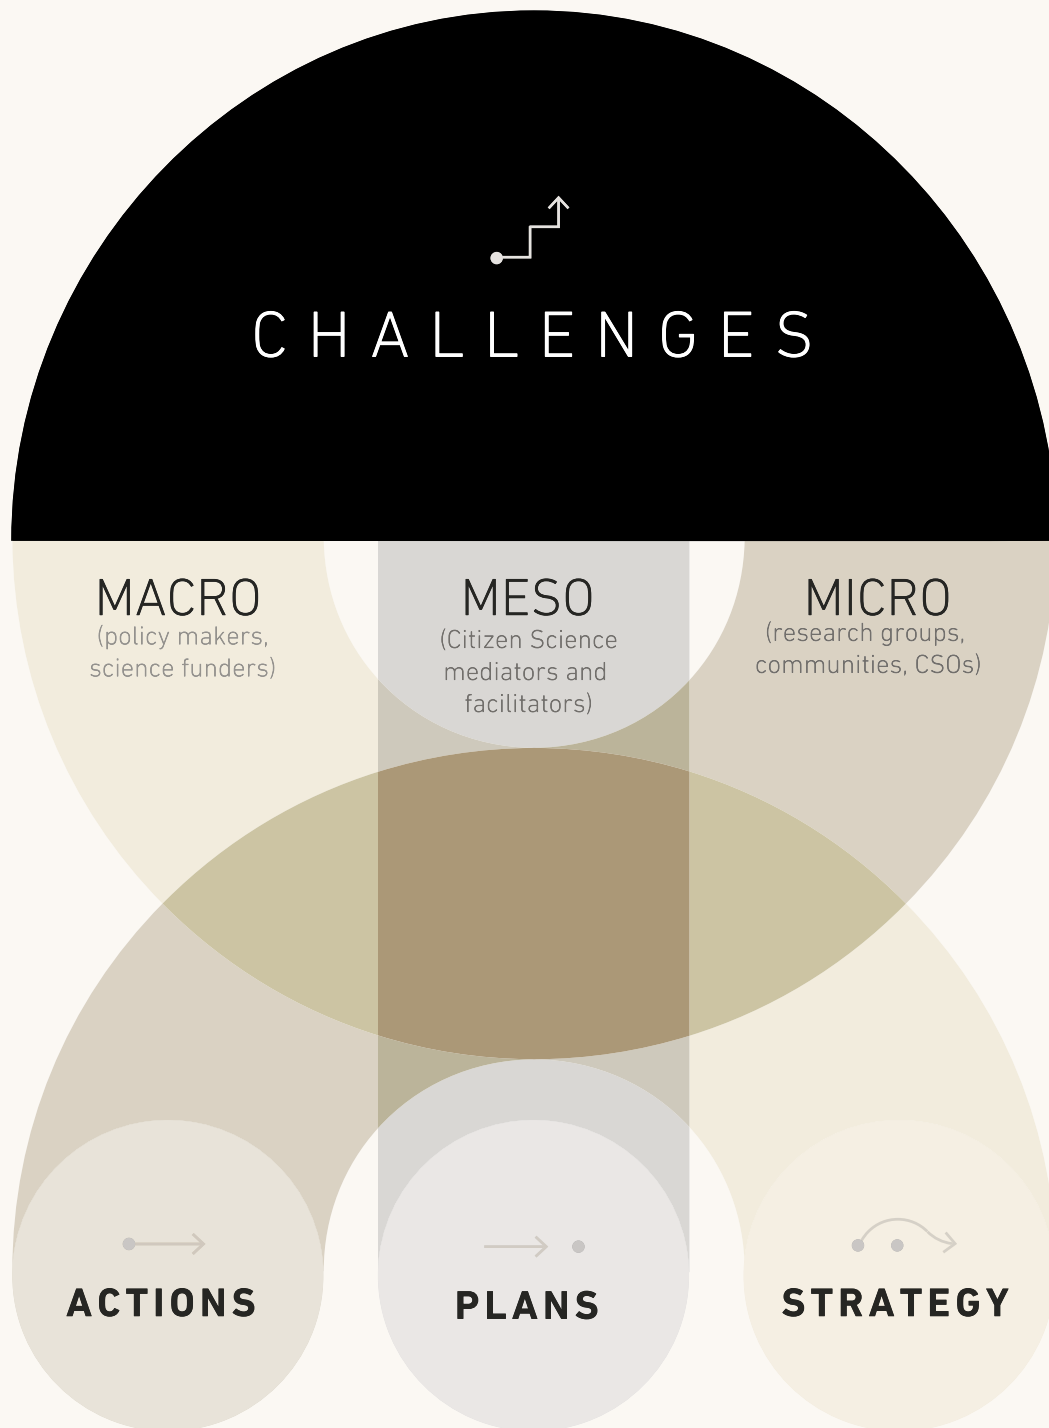 CHALLENGES
MACRO
(policy makers,
science funders)
MESO
(Citizen Science
mediators and
facilitators)
MICRO
(research groups,
communities, CSOs)
ACTIONS
PLANS
STRATEGY